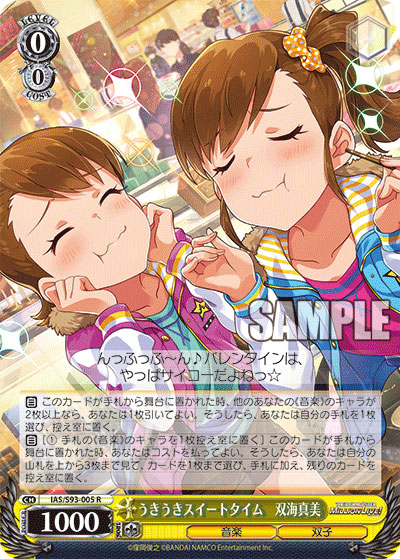 LEVEL
0
0
COST
SAMPLE
んっふっふ～ん♪バレンタインは、
やっぱサイコーだよねっ☆
自 このカードが手札から舞台に置かれた時、他のあなたの《音楽》のキャラが
2枚以上なら、あなたは1枚引いてよい。そうしたら、あなたは自分の手札を1枚
選び、控え室に置く。
自 [① 手札の《音楽》のキャラを1枚控え室に置く] このカードが手札から
舞台に置かれた時、あなたはコストを払ってよい。そうしたら、あなたは自分の
山札を上から3枚まで見て、カードを1枚まで選び、手札に加え、残りのカードを
控え室に置く。
CH IAS/S93-005 R
うきうきスイートタイム 双海真美
THE IDOLM@STER
MILLION LIVE!
POWER
1000
SOUL
音楽
双子
©窪岡俊之 ©BANDAI NAMCO Entertainment Inc.